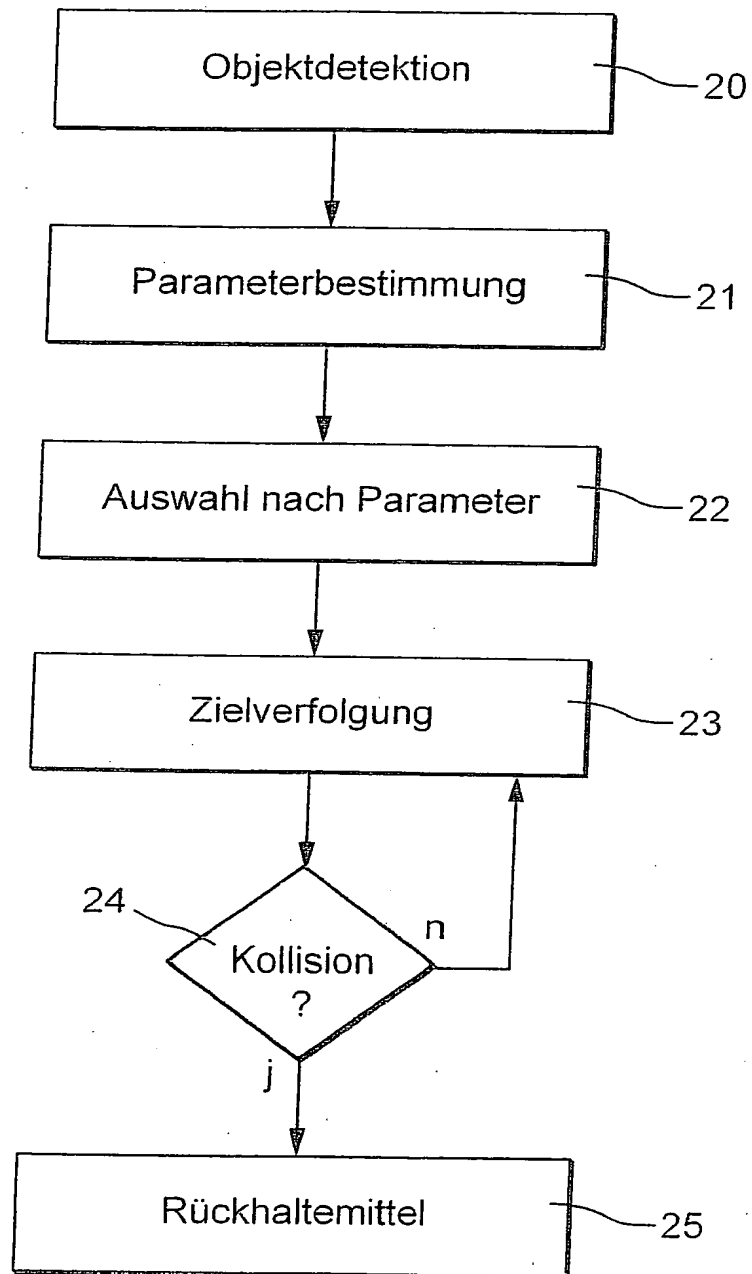 Objektdetektion
20
Parameterbestimmung
21
Auswahl nach Parameter
22
Zielverfolgung
23
24
n
Kollision
?
j
Rückhaltemittel
25